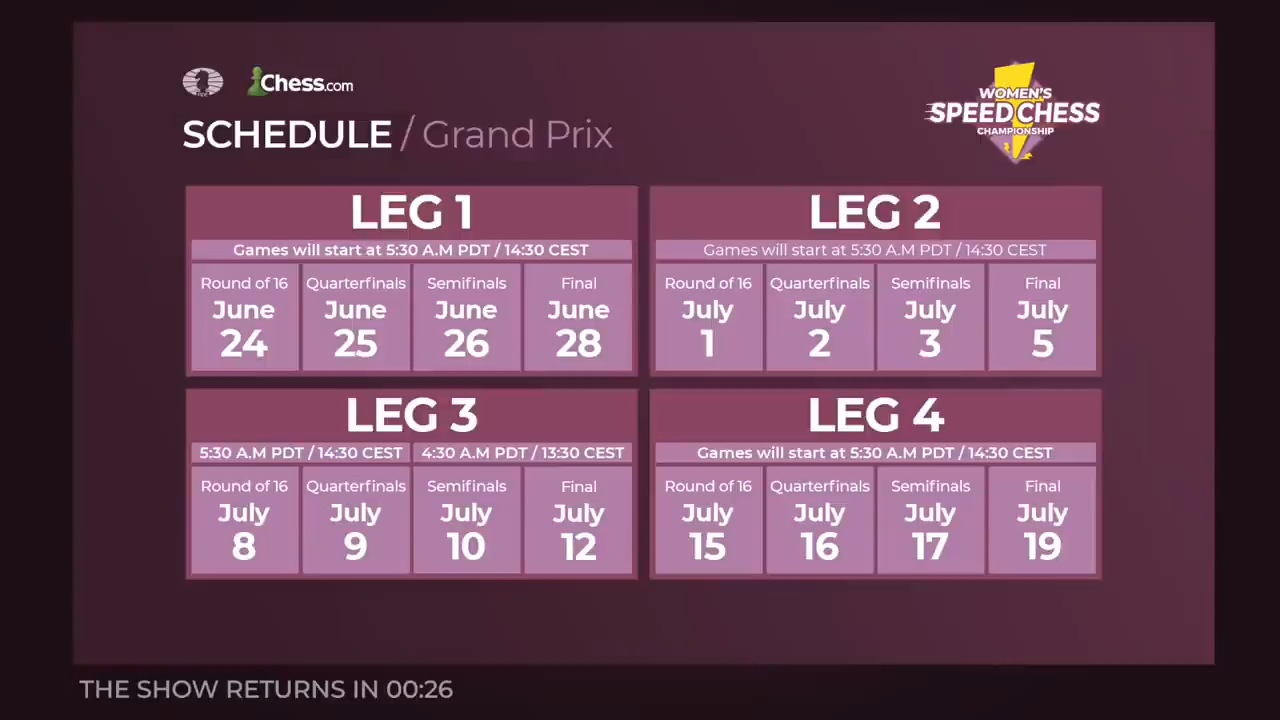 FIDE
Chess.com
WOMEN'S
SPEED CHESS
CHAMPIONSHIP
SCHEDULE / Grand Prix
LEG 1
Games will start at 5:30 A.M PDT / 14:30 CEST
Round of 16 Quarterfinals Semifinals Final
June June June June
24 25 26 28
LEG 2
Games will start at 5:30 A.M PDT / 14:30 CEST
Round of 16 Quarterfinals Semifinals Final
July July July July
1 2 3 5
LEG 3
5:30 A.M PDT / 14:30 CEST 4:30 A.M PDT / 13:30 CEST
Round of 16 Quarterfinals Semifinals Final
July July July July
8 9 10 12
LEG 4
Games will start at 5:30 A.M PDT / 14:30 CEST
Round of 16 Quarterfinals Semifinals Final
July July July July
15 16 17 19
THE SHOW RETURNS IN 00:26